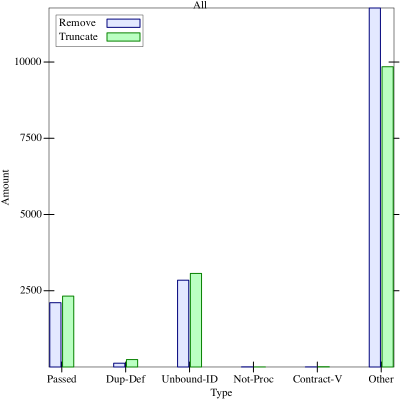 All
Remove
Truncate
10000
7500
5000
2500
Amount
Passed Dup-Def Unbound-ID Not-Proc Contract-V Other
Type